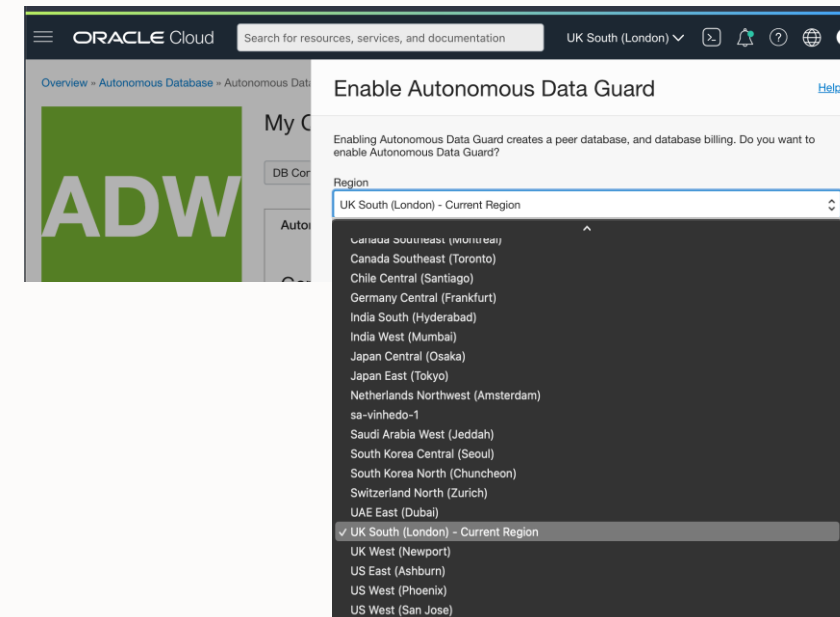 ORACLE Cloud
Search for resources, services, and documentation
UK South (London)
Overview » Autonomous Database » Autonomous Data
ADW
My
DB Con
Auto
Enable Autonomous Data Guard
Help
Enabling Autonomous Data Guard creates a peer database, and database billing. Do you want to
enable Autonomous Data Guard?
Region
UK South (London) - Current Region
Canada Southeast (Montreal)
Canada Southeast (Toronto)
Chile Central (Santiago)
Germany Central (Frankfurt)
India South (Hyderabad)
India West (Mumbai)
Japan Central (Osaka)
Japan East (Tokyo)
Netherlands Northwest (Amsterdam)
sa-vinhedo-1
Saudi Arabia West (Jeddah)
South Korea Central (Seoul)
South Korea North (Chuncheon)
Switzerland North (Zurich)
UAE East (Dubai)
✓ UK South (London) - Current Region
UK West (Newport)
US East (Ashburn)
US West (Phoenix)
US West (San Jose)